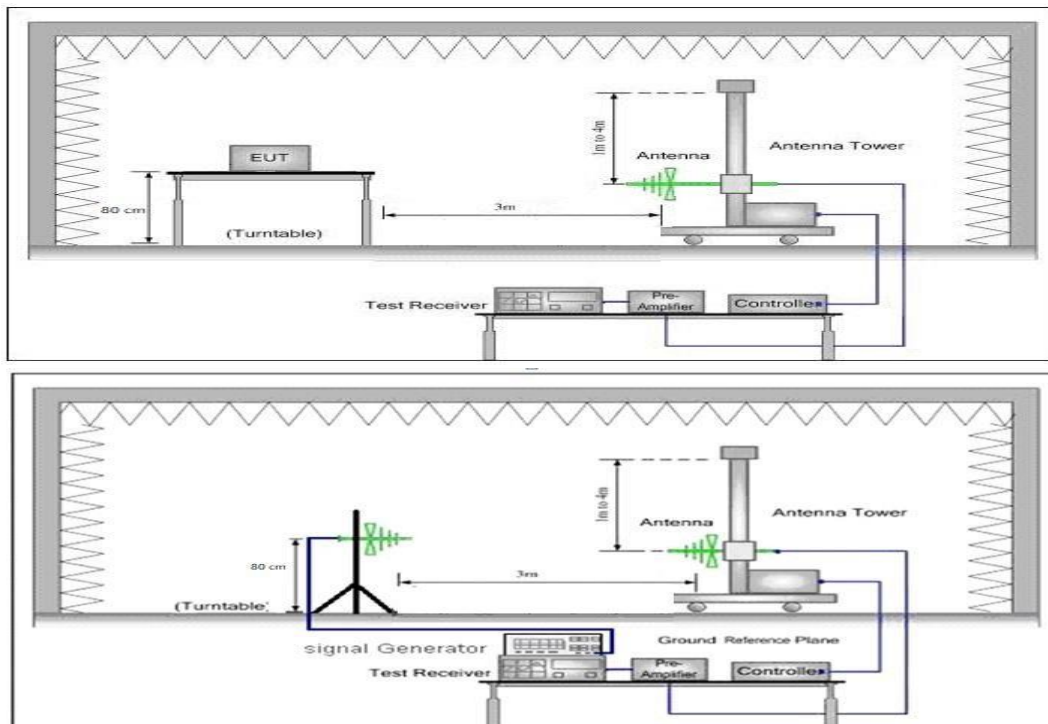 1m to 4m
EUT
Antenna
Antenna Tower
80 cm
3m
(Turntable)
Test Receiver
Pre-
Amplifier
Controller
1m to 4m
Antenna
Antenna Tower
80 cm
3m
(Turntable)
signal Generator
Ground Reference Plane
Test Receiver
Pre-
Amplifier
Controller